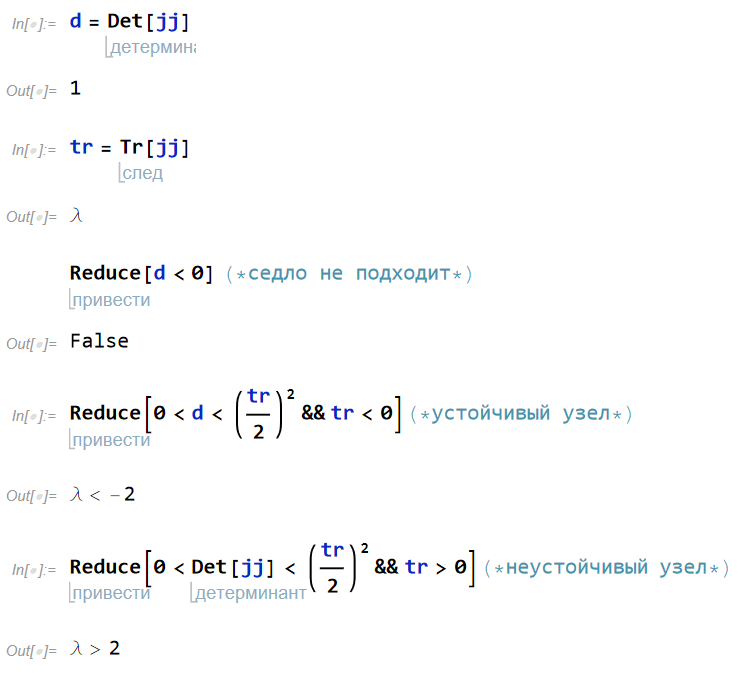 In[•]:= d = Det[jj]
детермина
Out[•]= 1
In[•]:= tr = Tr[jj]
след
Out[•]= λ
Reduce[d < 0] (*седло не подходит*)
привести
Out[•]= False
In[•]:= Reduce[0 < d < (tr/2)² && tr < 0] (*устойчивый узел*)
привести
Out[•]= λ < -2
In[•]:= Reduce[0 < Det[jj] < (tr/2)² && tr > 0] (*неустойчивый узел*)
привести детерминант
Out[•]= λ > 2